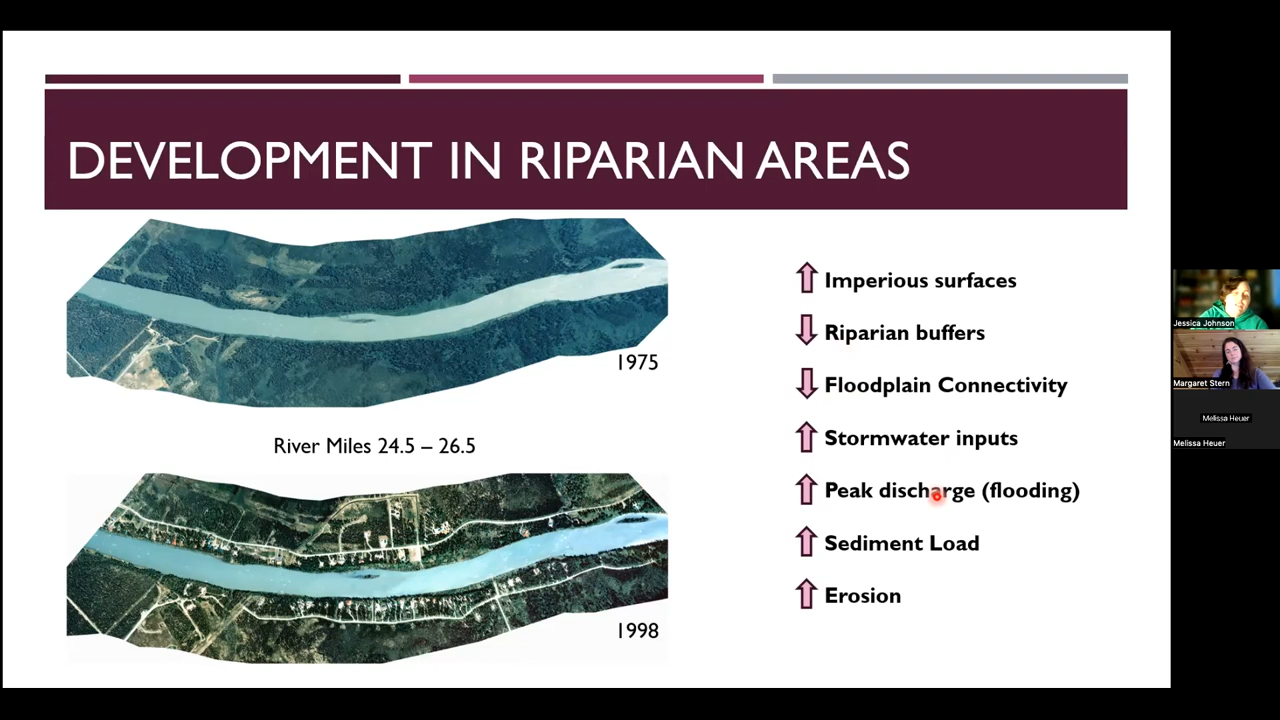 DEVELOPMENT IN RIPARIAN AREAS
1975
River Miles 24.5 – 26.5
1998
Imperious surfaces
Riparian buffers
Floodplain Connectivity
Stormwater inputs
Peak discharge (flooding)
Sediment Load
Erosion
Jessica Johnson
Margaret Stern
Melissa Heuer
Melissa Heuer